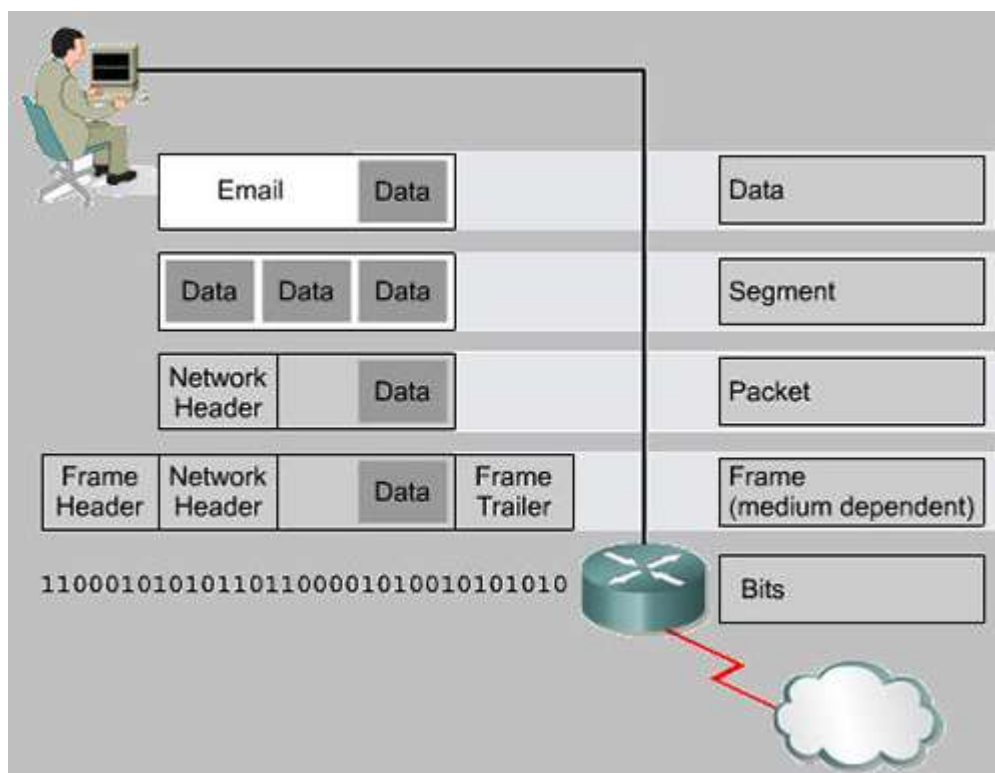 Email Data Data
Data Data Data Segment
Network
Header Data Packet
Frame
Header Network
Header Data Frame
Trailer Frame
(medium dependent)
1100010101011011000010100101010 Bits